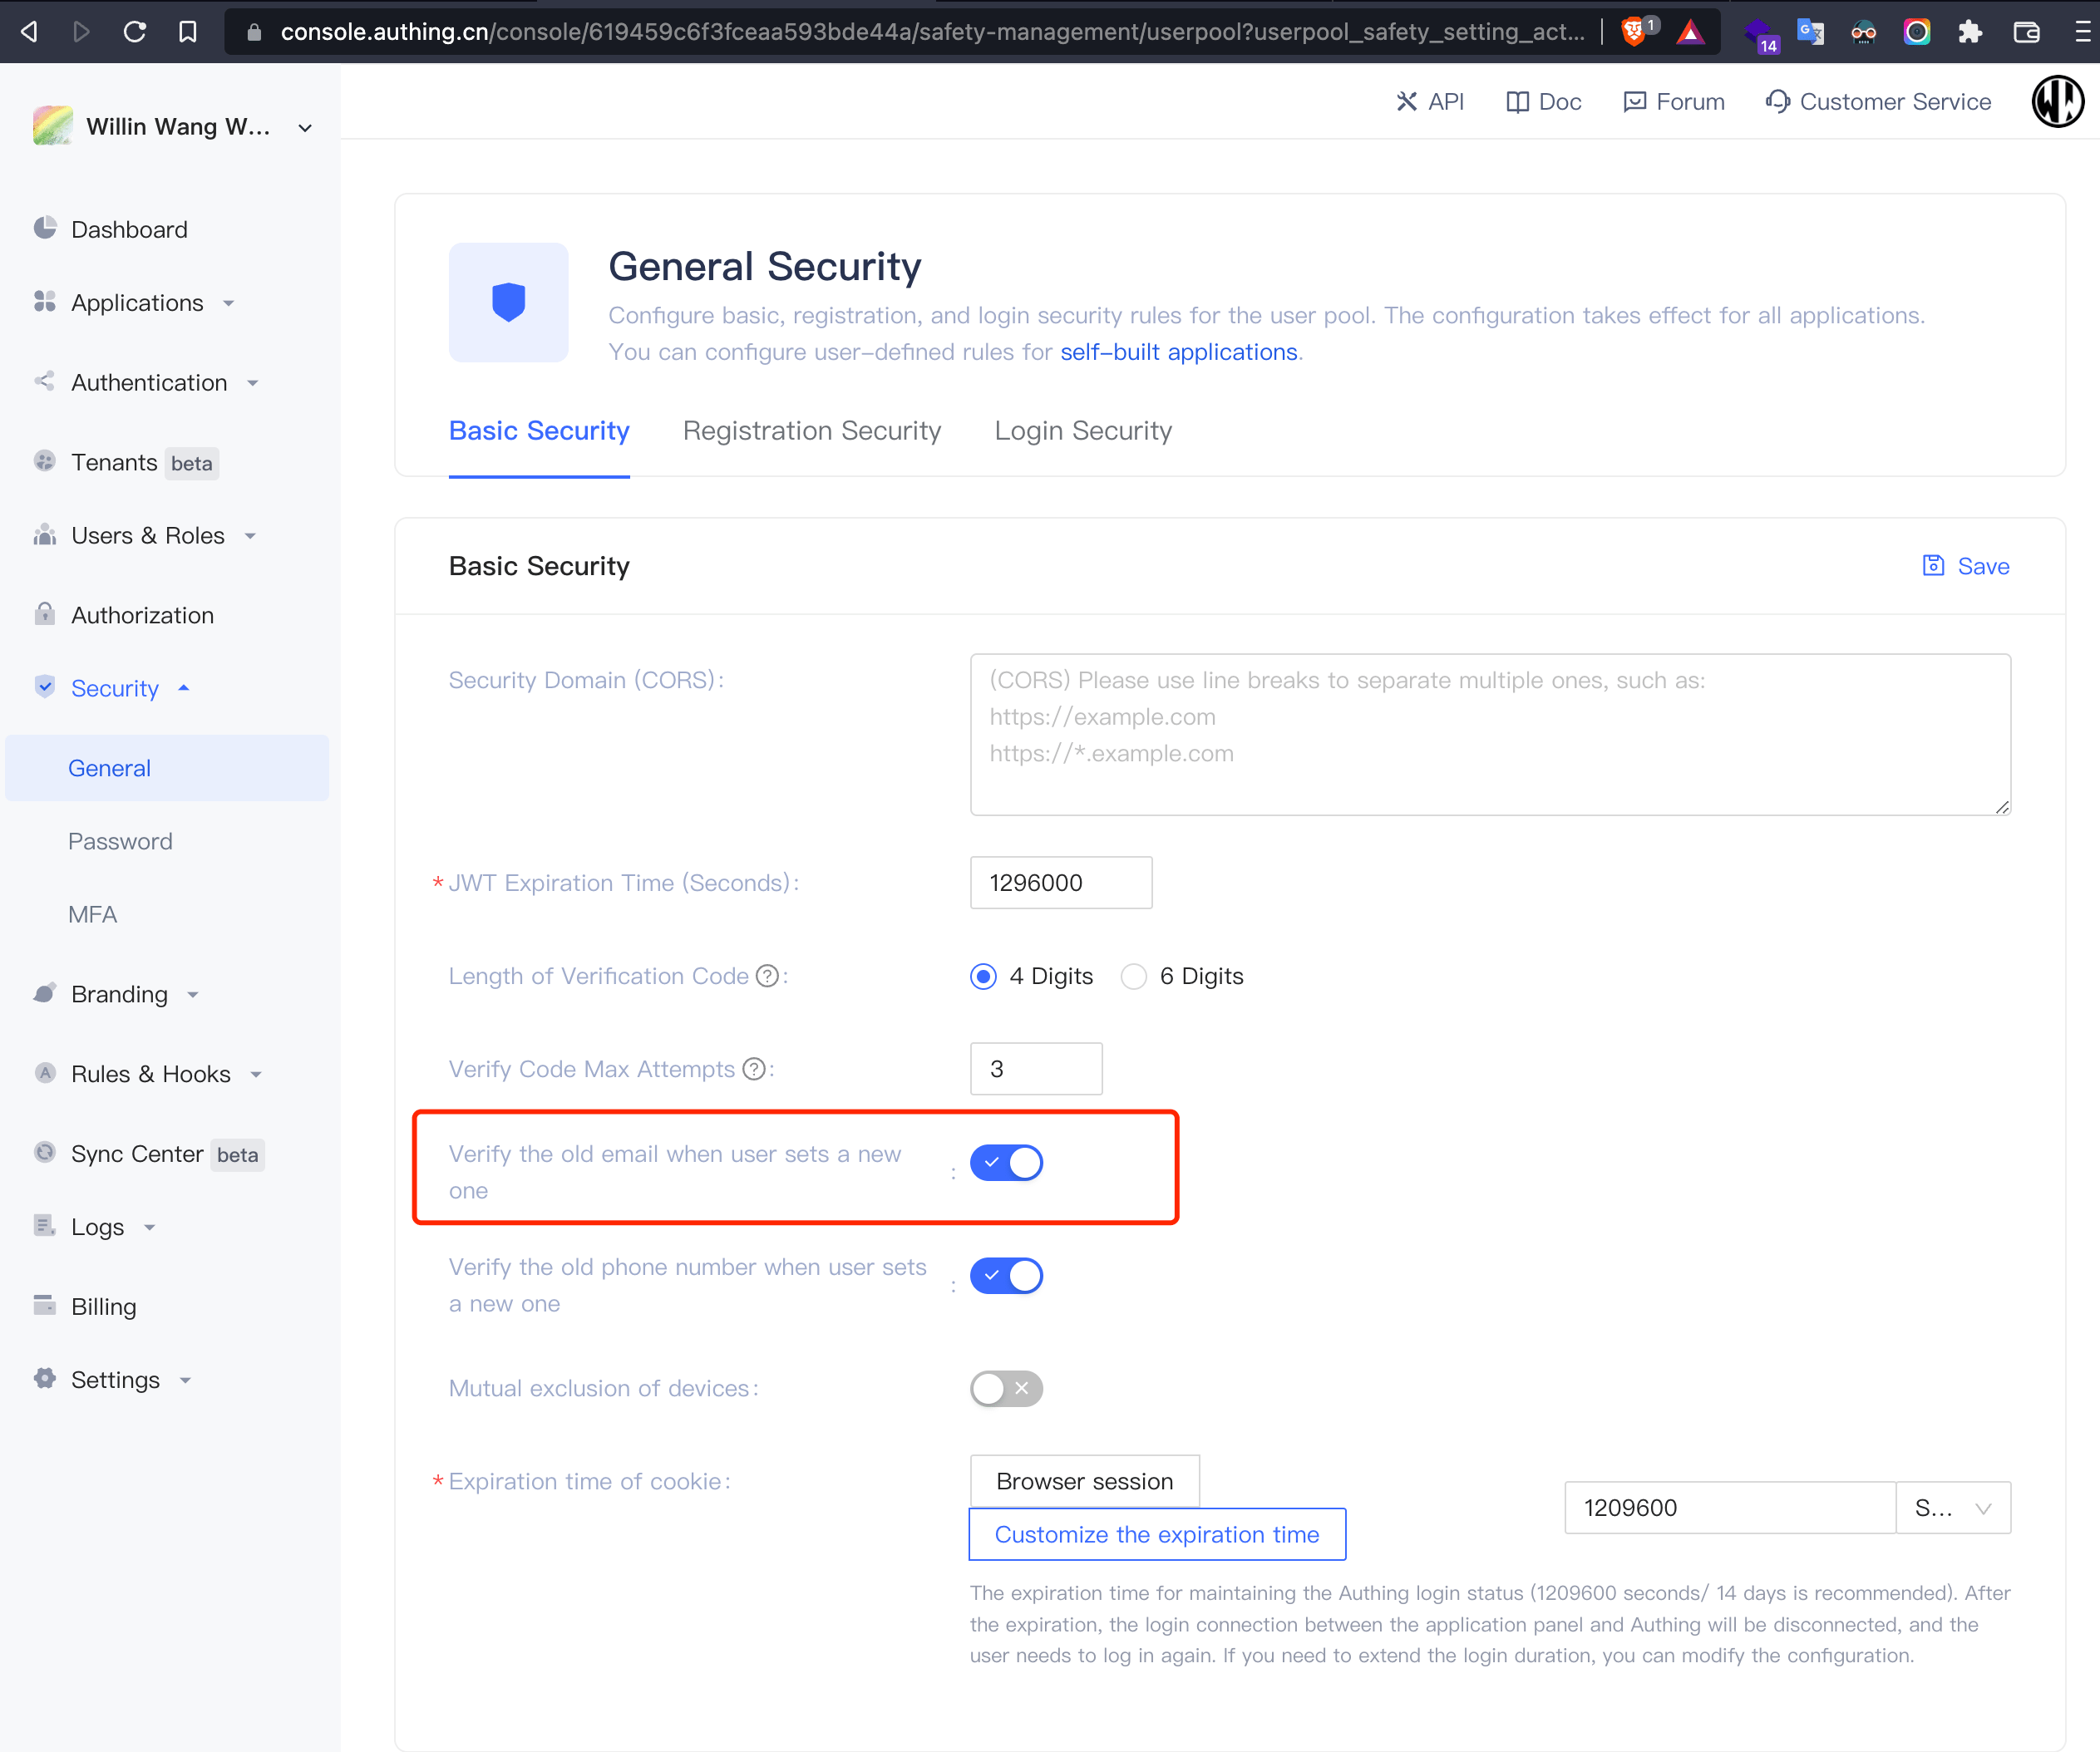 console.authing.cn/console/619459c6f3fceaa593bde44a/safety-management/userpool?userpool_safety_setting_act...
1
14
Willin Wang W...
API
Doc
Forum
Customer Service
Dashboard
Applications
Authentication
Tenants beta
Users & Roles
Authorization
Security
General
Password
MFA
Branding
Rules & Hooks
Sync Center beta
Logs
Billing
Settings
General Security
Configure basic, registration, and login security rules for the user pool. The configuration takes effect for all applications.
You can configure user-defined rules for self-built applications.
Basic Security
Registration Security
Login Security
Basic Security
Save
Security Domain (CORS):
(CORS) Please use line breaks to separate multiple ones, such as:
https://example.com
https://*.example.com
* JWT Expiration Time (Seconds):
1296000
Length of Verification Code ? :
4 Digits
6 Digits
Verify Code Max Attempts ? :
3
Verify the old email when user sets a new
one :
Verify the old phone number when user sets
a new one :
Mutual exclusion of devices:
* Expiration time of cookie:
Browser session
Customize the expiration time
1209600
S...
The expiration time for maintaining the Authing login status (1209600 seconds/ 14 days is recommended). After
the expiration, the login connection between the application panel and Authing will be disconnected, and the
user needs to log in again. If you need to extend the login duration, you can modify the configuration.